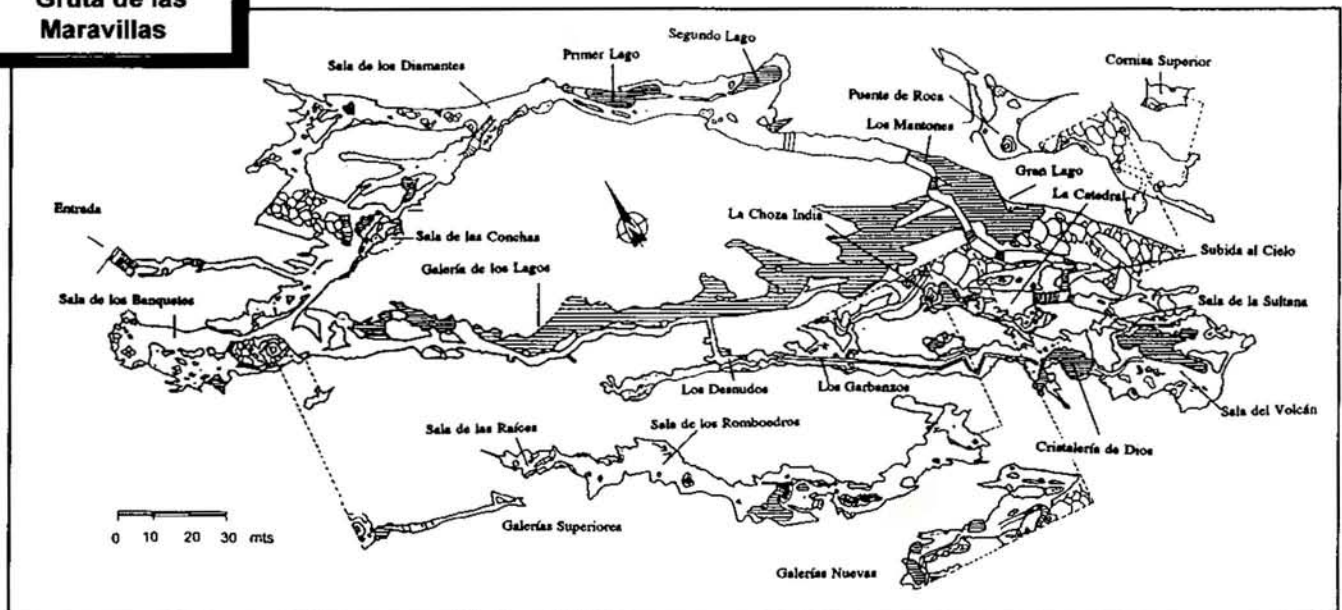 Gruta de las
Maravillas
Segundo Lago
Primer Lago
Sala de los Diamantes
Cornisa Superior
Puente de Roca
Los Mantones
Gran Lago
La Catedral
Entrada
La Choza India
Sala de las Conchas
Subida al Cielo
Galería de los Lagos
Sala de los Banquetes
Sala de la Sultana
Los Desnudos
Los Garbanzos
Sala del Volcán
Sala de las Raíces
Sala de los Romboedros
Cristalería de Dios
Galerías Superiores
0 10 20 30 mts
Galerías Nuevas